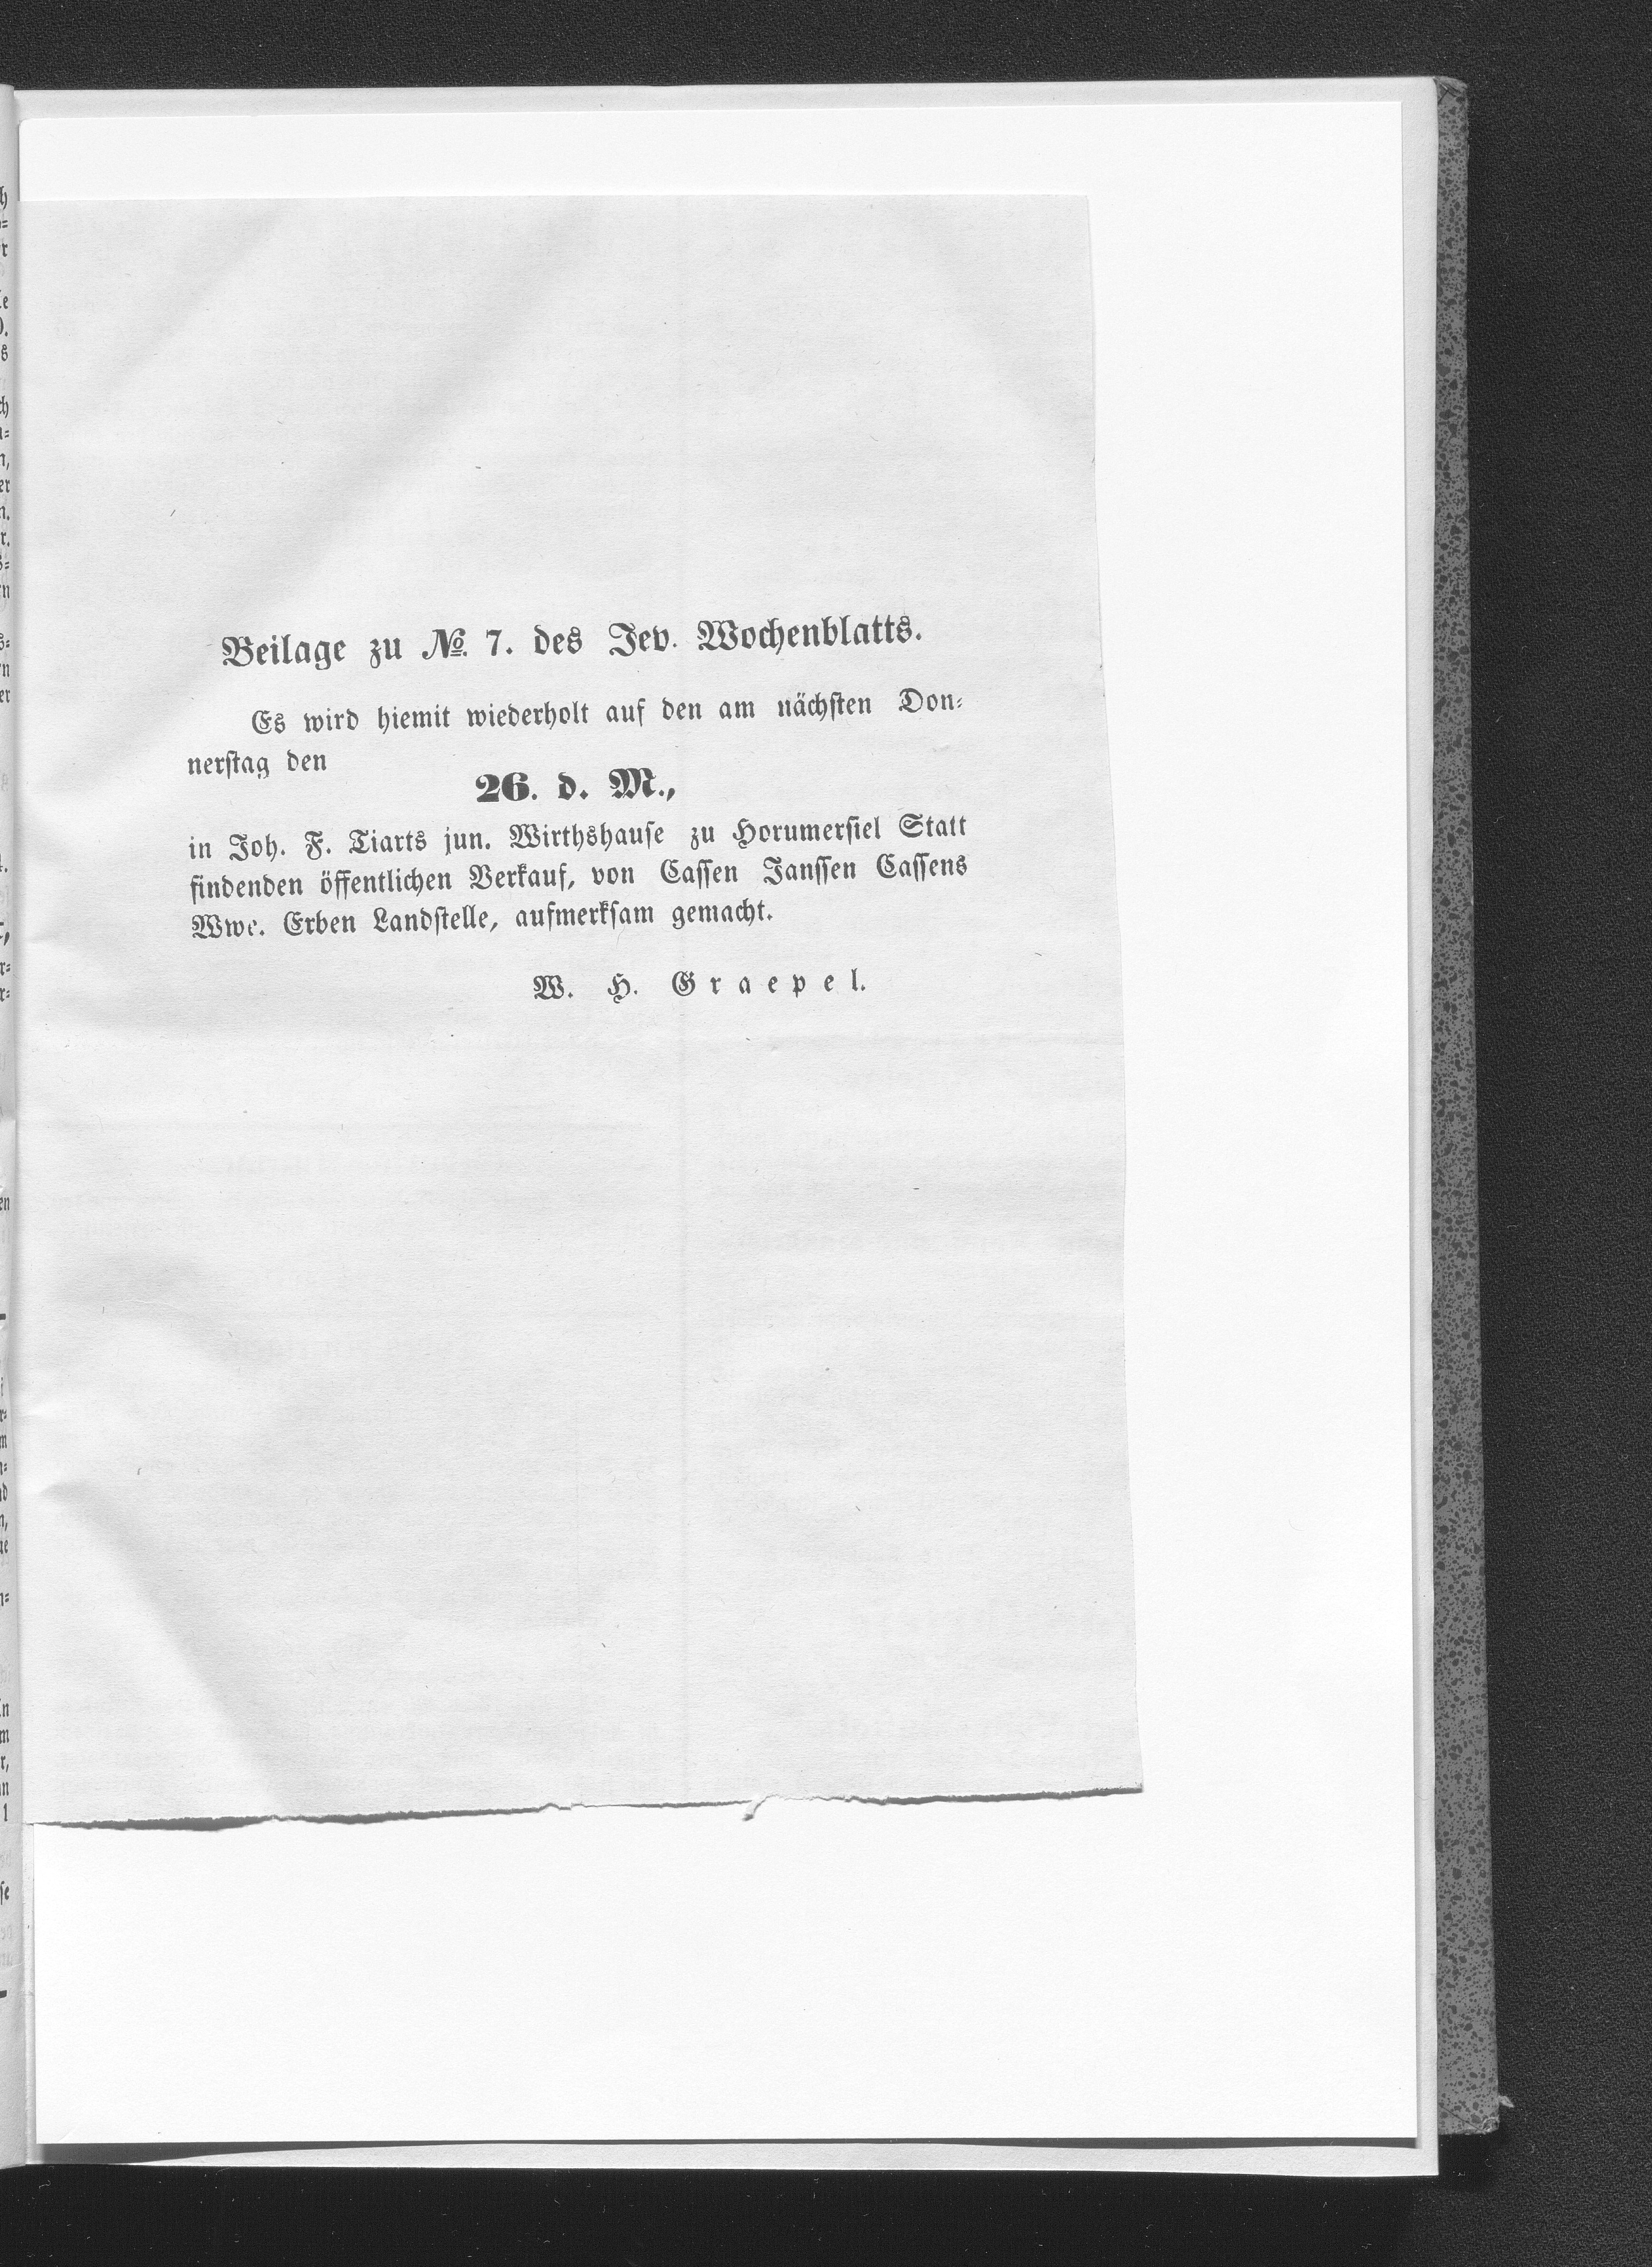 Beilage zu №. 7. des Jev. Wochenblatts.
Es wird hiemit wiederholt auf den am nächsten Don-
nerstag den
26. d. M.,
in Joh. F. Tiarts jun. Wirthshause zu Horumersiel Statt
findenden öffentlichen Verkauf, von Cassen Janssen Cassens
Wwe. Erben Landstelle, aufmerksam gemacht.
W. H. Graepel.